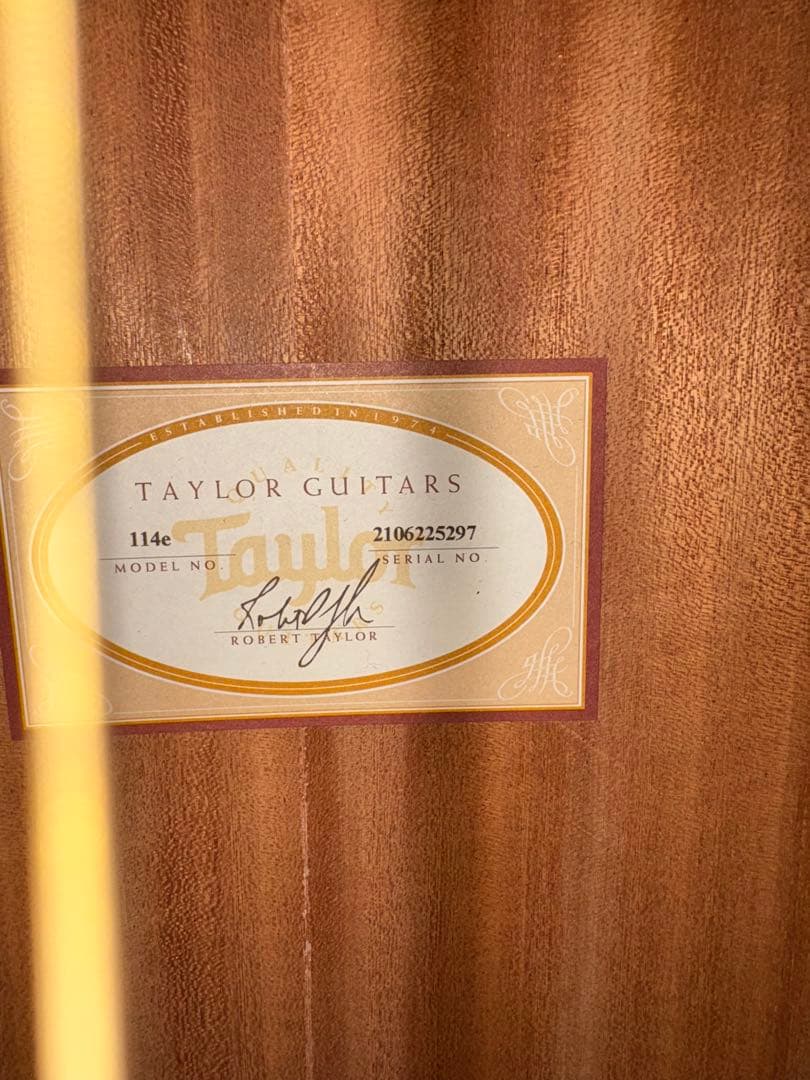 ESTABLISHED IN 1974
QUALITY
TAYLOR GUITARS
Taylor
114e 2106225297
MODEL NO. SERIAL NO.
ROBERT TAYLOR